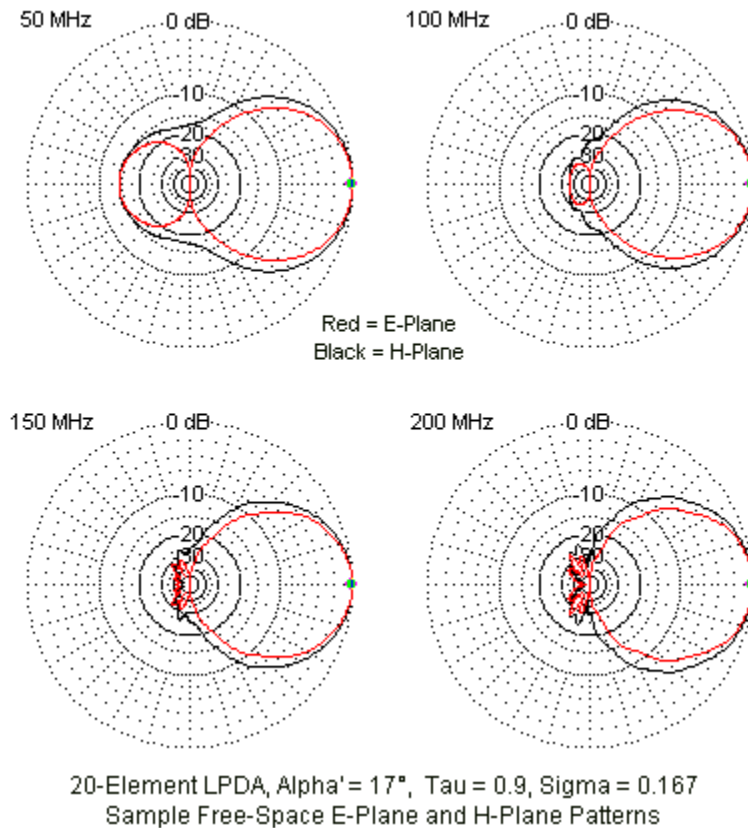 50 MHz 0 dB 100 MHz 0 dB
10 10
20 20
30 30
Red = E-Plane
Black = H-Plane
150 MHz 0 dB 200 MHz 0 dB
10 10
20 20
30 30
20-Element LPDA, Alpha' = 17°, Tau = 0.9, Sigma = 0.167
Sample Free-Space E-Plane and H-Plane Patterns